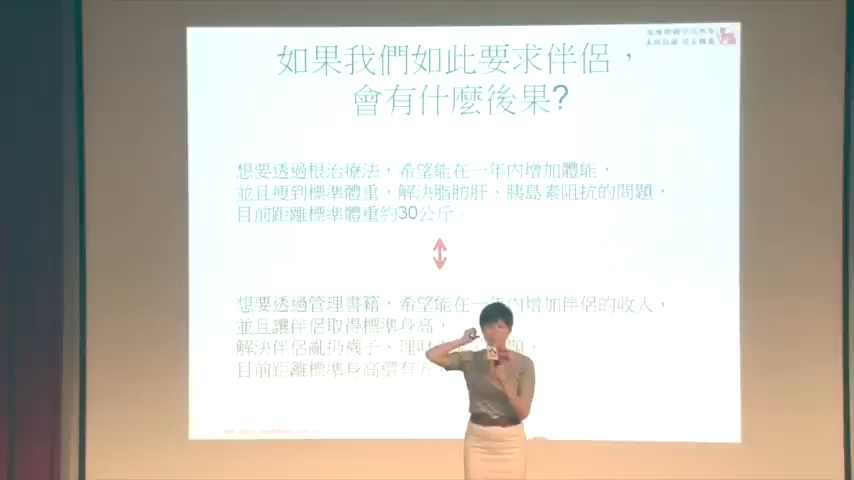 如果我們如此要求伴侶，
會有什麼後果?
想要透過根治療法，希望能在一年內增加體能，
並且瘦到標準體重，解決脂肪肝、胰島素阻抗的問題，
目前距離標準體重約30公斤。
想要透過管理書籍，希望能在一年內增加伴侶的收入，
並且讓伴侶取得標準身高，
解決伴侶亂扔襪子、理財
目前距離標準身高還有